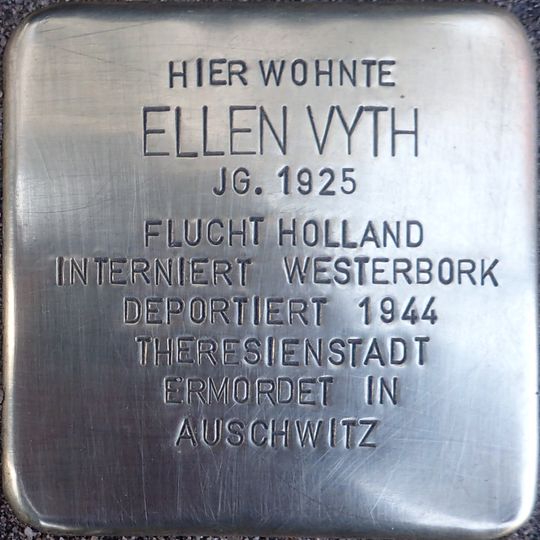 HIER WOHNTE
ELLEN VYTH
JG. 1925
FLUCHT HOLLAND
INTERNIERT WESTERBORK
DEPORTIERT 1944
THERESIENSTADT
ERMORDET IN
AUSCHWITZ